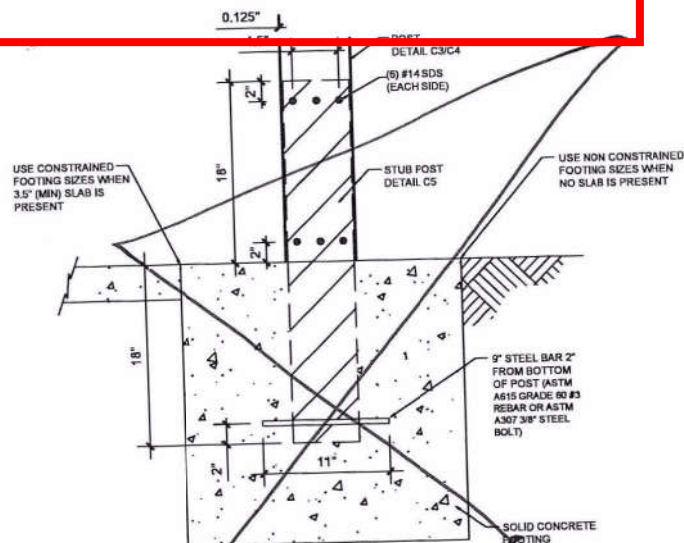 0.125"
POST
DETAIL C3/C4
(5) #14 SDS
(EACH SIDE)
2"
18"
USE CONSTRAINED
FOOTING SIZES WHEN
3.5" (MIN) SLAB IS
PRESENT
STUB POST
DETAIL C5
USE NON CONSTRAINED
FOOTING SIZES WHEN
NO SLAB IS PRESENT
2"
18"
9" STEEL BAR 2"
FROM BOTTOM
OF POST (ASTM
A615 GRADE 60 #3
REBAR OR ASTM
A307 3/8" STEEL
BOLT)
2"
11"
SOLID CONCRETE
FOOTING